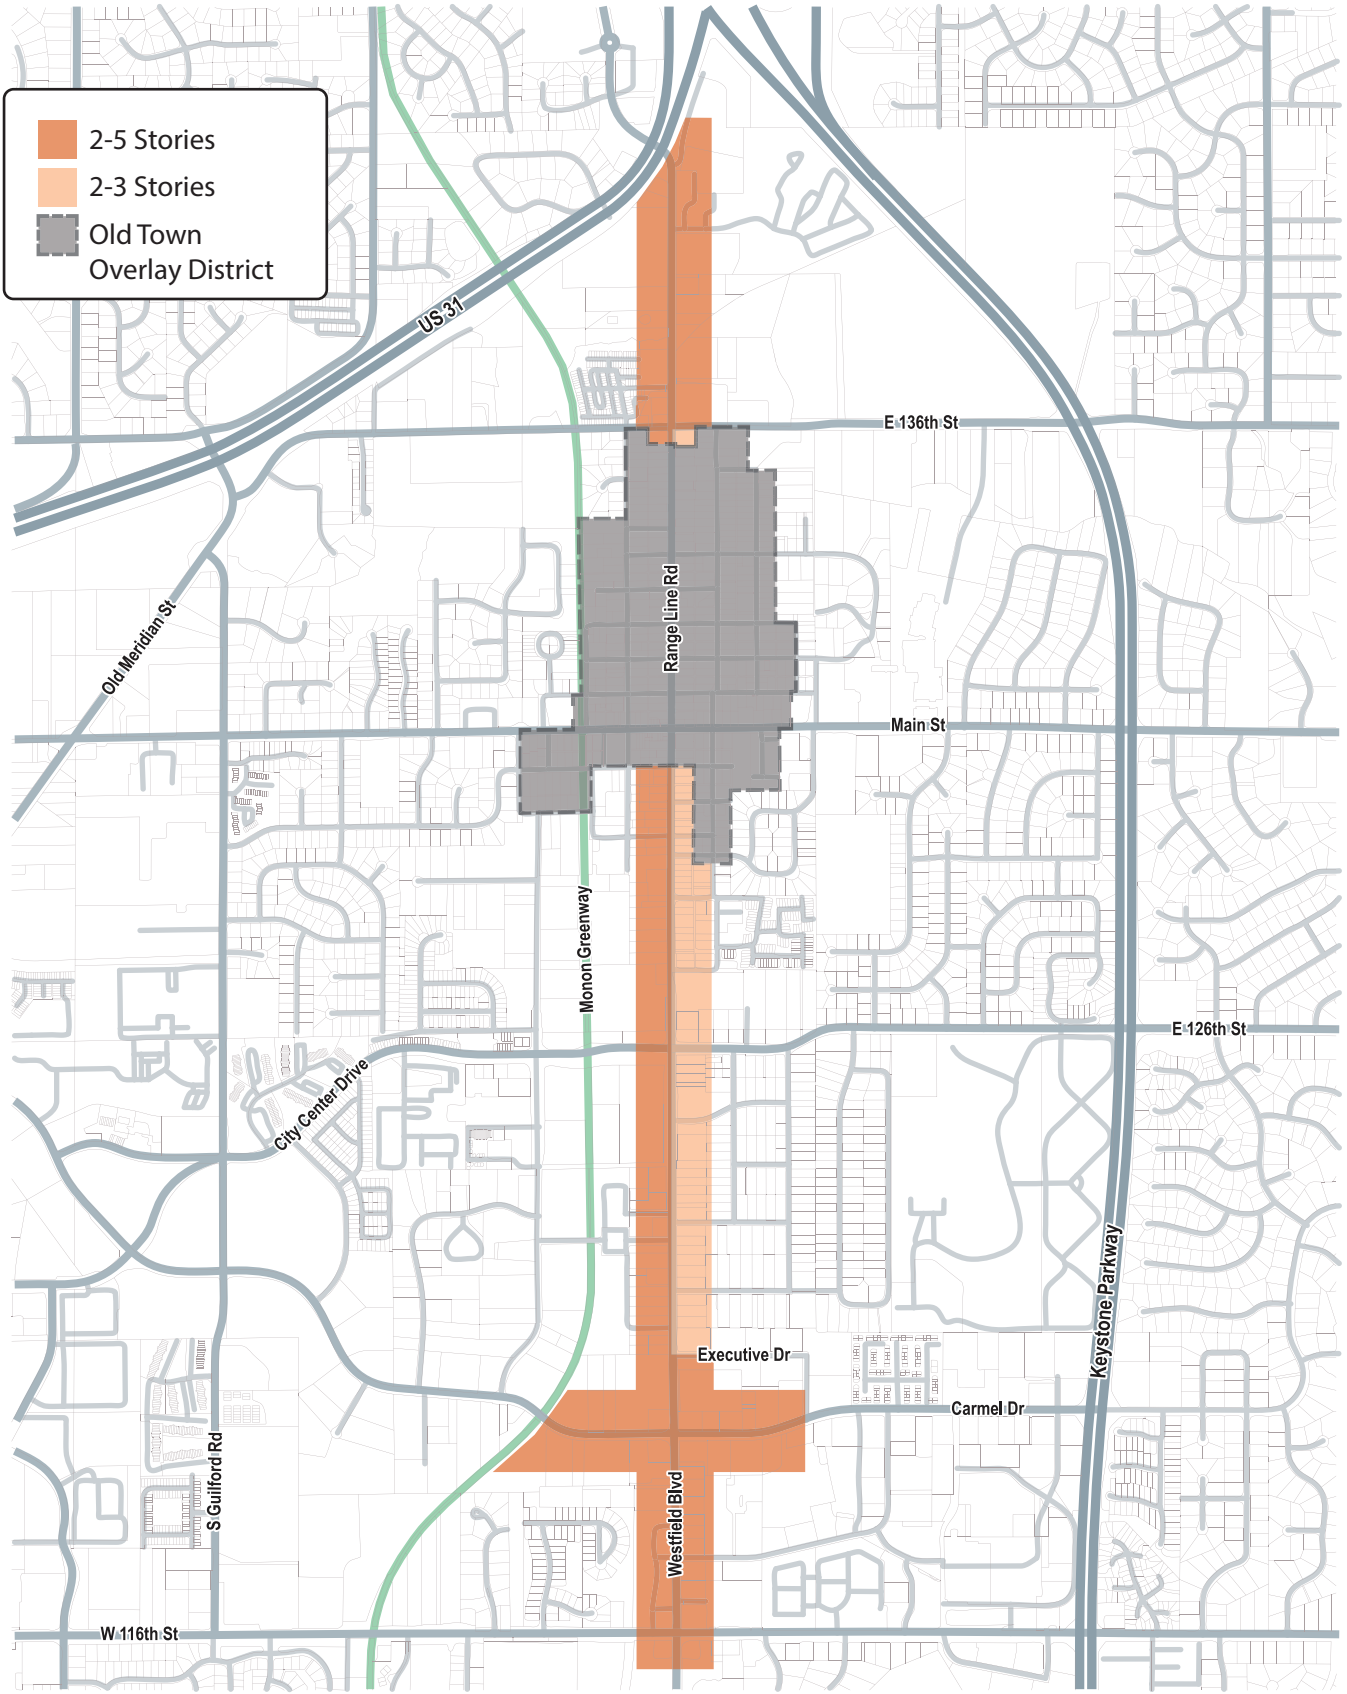 2-5 Stories
2-3 Stories
Old Town
Overlay District
US 31
E 136th St
Range Line Rd
Old Meridian St
Main St
Monon Greenway
E 126th St
City Center Drive
Keystone Parkway
Executive Dr
Carmel Dr
S Guilford Rd
Westfield Blvd
W 116th St